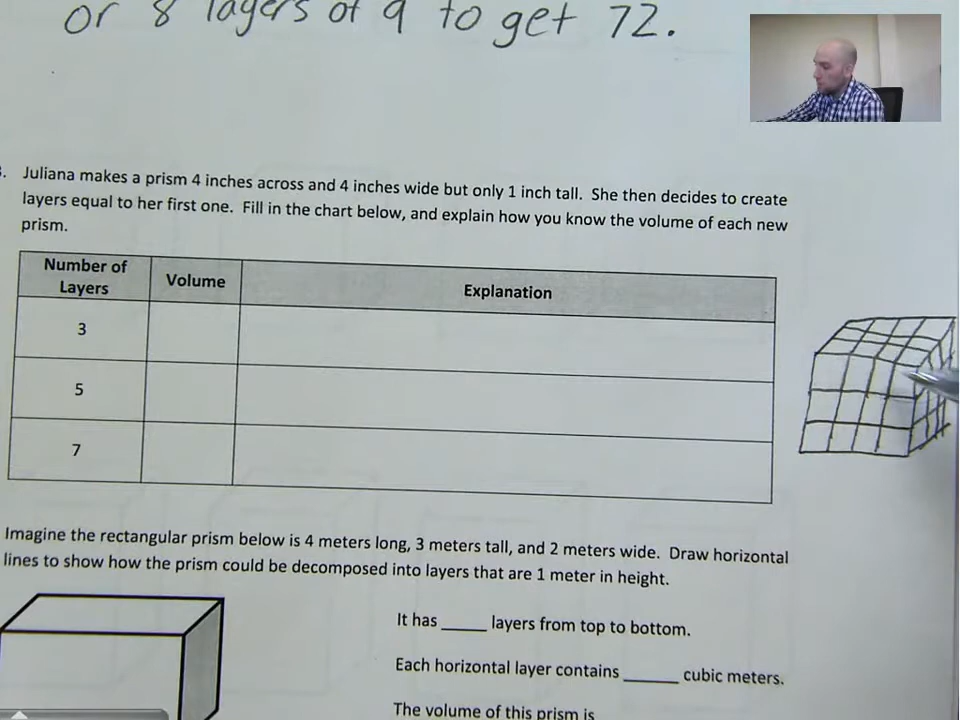 or 8 layers of 9 to get 72.
3. Juliana makes a prism 4 inches across and 4 inches wide but only 1 inch tall. She then decides to create
layers equal to her first one. Fill in the chart below, and explain how you know the volume of each new
prism.
Number of
Layers
Volume
Explanation
3
5
7
Imagine the rectangular prism below is 4 meters long, 3 meters tall, and 2 meters wide. Draw horizontal
lines to show how the prism could be decomposed into layers that are 1 meter in height.
It has _____ layers from top to bottom.
Each horizontal layer contains ______ cubic meters.
The volume of this prism is